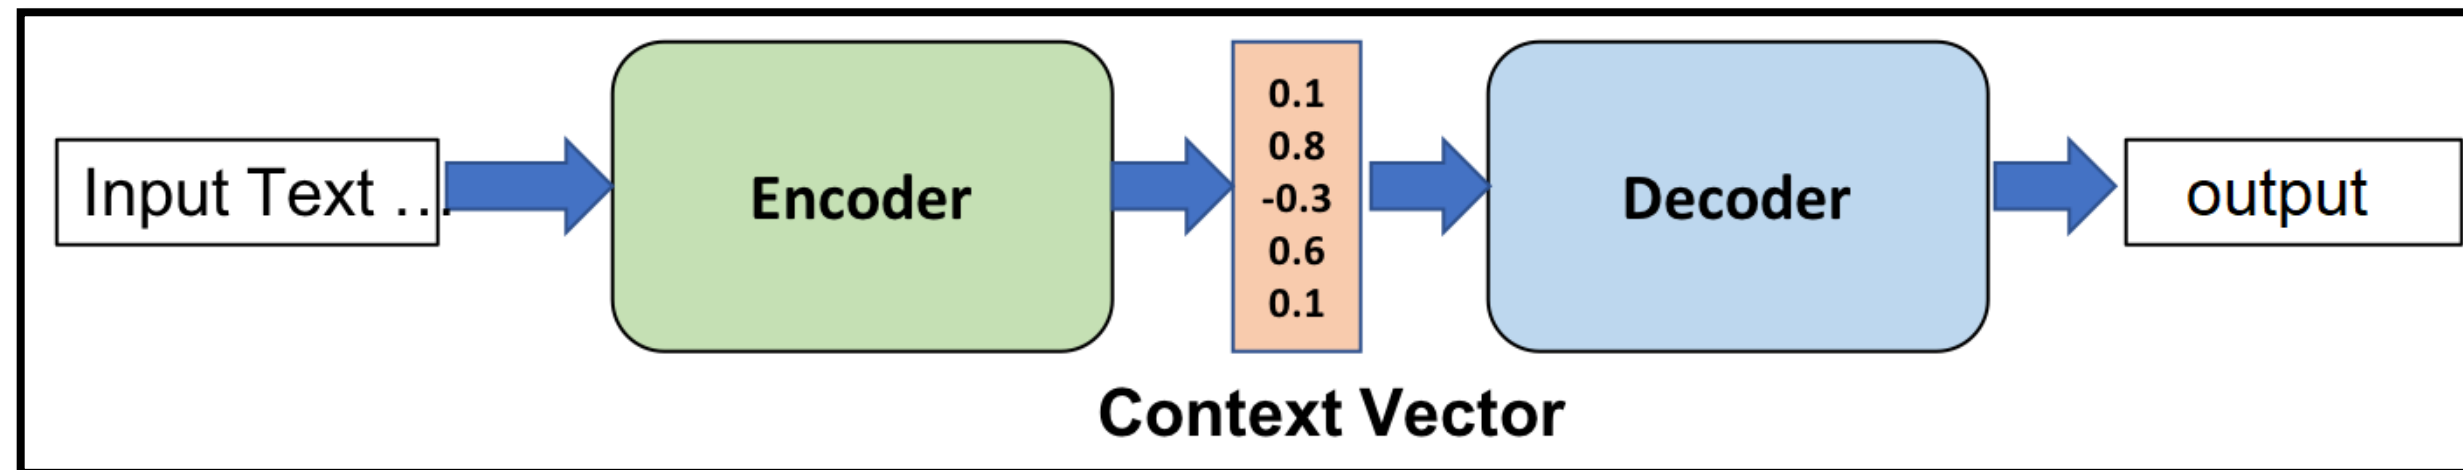 Input Text ...
Encoder
0.1
0.8
-0.3
0.6
0.1
Decoder
output
Context Vector